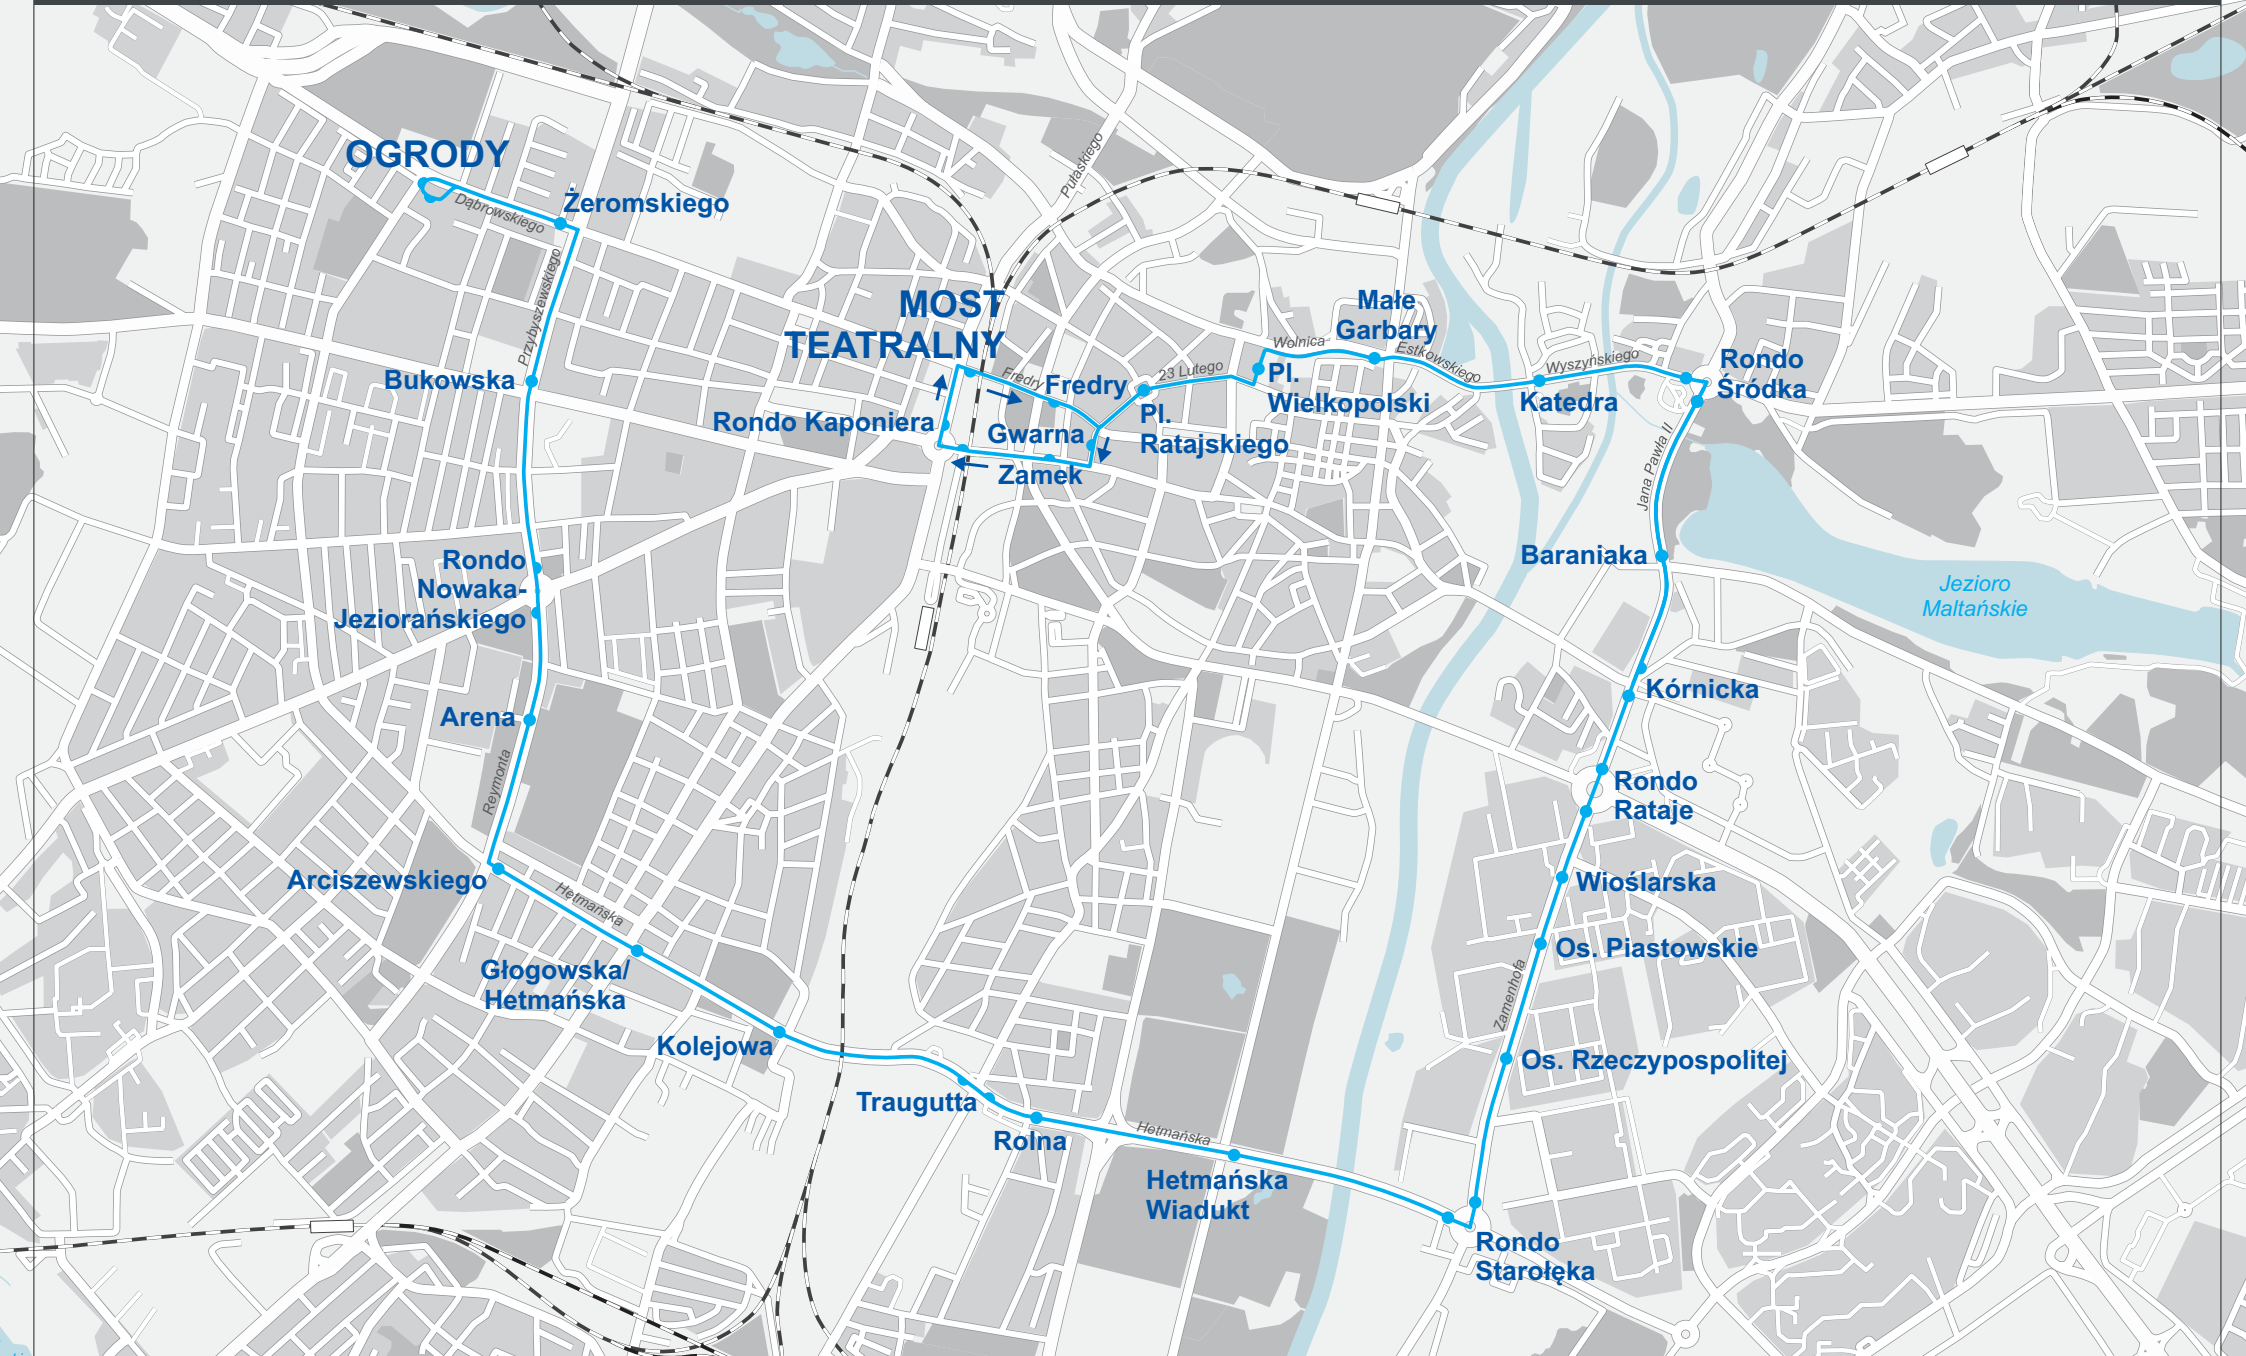 Pułaskiego
OGRODY
Dąbrowskiego
Żeromskiego
Przybyszewskiego
MOST
TEATRALNY
Fredry
Fredry
Rondo Kaponiera
Gwarna
Zamek
23 Lutego
Pl.
Ratajskiego
Wolnica
Pl.
Wielkopolski
Małe
Garbary
Estkowskiego
Wyszyńskiego
Katedra
Rondo
Śródka
Jana Pawła II
Bukowska
Rondo
Nowaka-
Jeziorańskiego
Baraniaka
Jezioro
Maltańskie
Arena
Reymonta
Kórnicka
Rondo
Rataje
Arciszewskiego
Hetmańska
Wioślarska
Głogowska/
Hetmańska
Os. Piastowskie
Zamenhofa
Kolejowa
Os. Rzeczypospolitej
Traugutta
Rolna
Hetmańska
Hetmańska
Wiadukt
Rondo
Starołęka